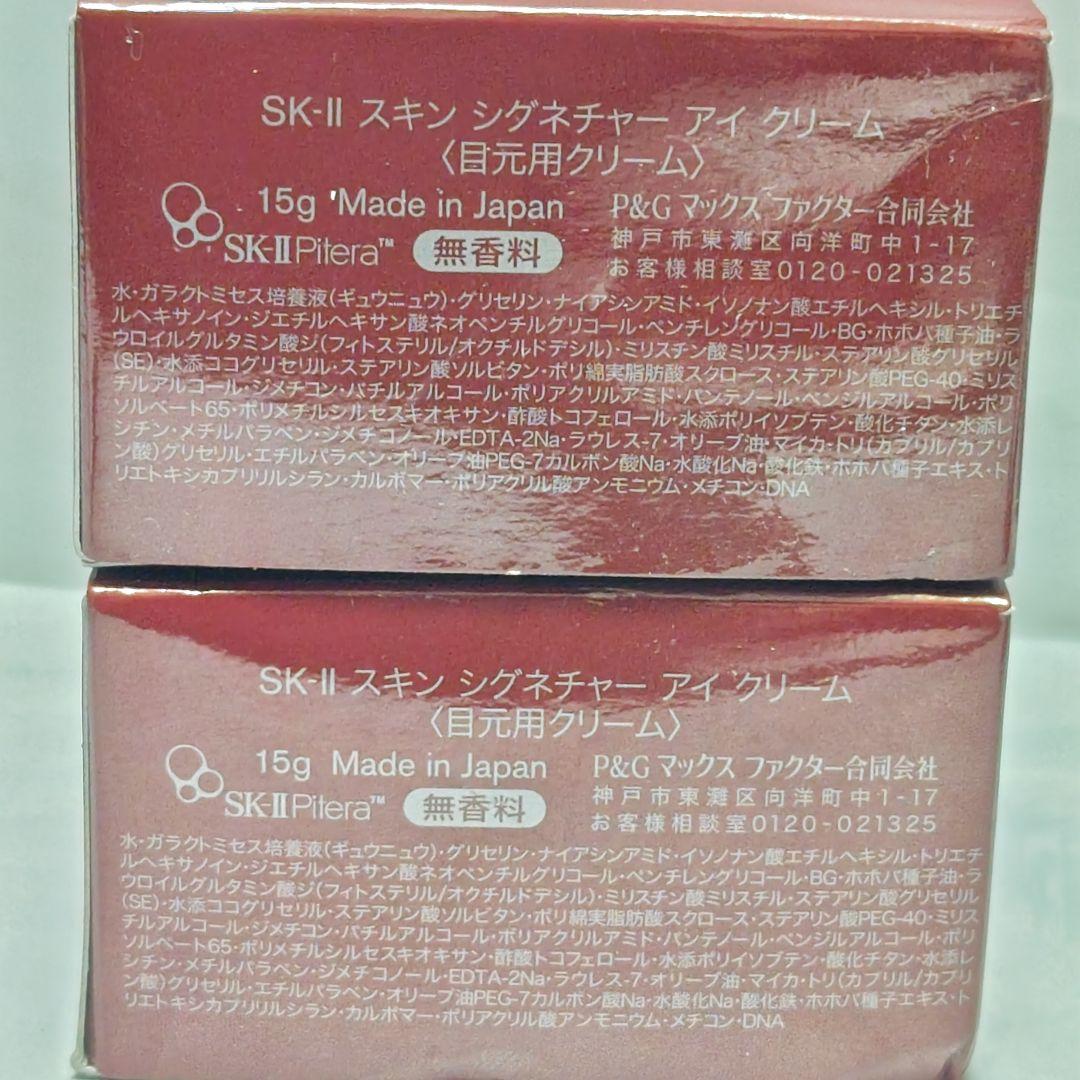 SK-II スキン シグネチャー アイ クリーム
〈目元用クリーム〉
15g Made in Japan
SK-II Pitera™ 無香料
P&G マックス ファクター合同会社
神戸市東灘区向洋町中1-17
お客様相談室0120-021325
水・ガラクトミセス培養液(ギュウニュウ)・グリセリン・ナイアシンアミド・イソノナン酸エチルヘキシル・トリエチ
ルヘキサノイン・ジエチルヘキサン酸ネオペンチルグリコール・ペンチレングリコール・BG・ホホバ種子油・ラ
ウロイルグルタミン酸ジ(フィトステリル/オクチルドデシル)・ミリスチン酸ミリスチル・ステアリン酸グリセリル
(SE)・水添ココグリセリル・ステアリン酸ソルビタン・ポリ綿実脂肪酸スクロース・ステアリン酸PEG-40・ミリス
チルアルコール・ジメチコン・バチルアルコール・ポリアクリルアミド・パンテノール・ベンジルアルコール・ポリ
ソルベート65・ポリメチルシルセスキオキサン・酢酸トコフェロール・水添ポリイソブテン・酸化チタン・水添レ
シチン・メチルパラベン・ジメチコノール・EDTA-2Na・ラウレス-7・オリーブ油・マイカ・トリ(カプリル/カプリ
ン酸)グリセリル・エチルパラベン・オリーブ油PEG-7カルボン酸Na・水酸化Na・酸化鉄・ホホバ種子エキス・ト
リエトキシカプリリルシラン・カルボマー・ポリアクリル酸アンモニウム・メチコン・DNA
SK-II スキン シグネチャー アイ クリーム
〈目元用クリーム〉
15g Made in Japan
SK-II Pitera™ 無香料
P&G マックス ファクター合同会社
神戸市東灘区向洋町中1-17
お客様相談室0120-021325
水・ガラクトミセス培養液(ギュウニュウ)・グリセリン・ナイアシンアミド・イソノナン酸エチルヘキシル・トリエチ
ルヘキサノイン・ジエチルヘキサン酸ネオペンチルグリコール・ペンチレングリコール・BG・ホホバ種子油・ラ
ウロイルグルタミン酸ジ(フィトステリル/オクチルドデシル)・ミリスチン酸ミリスチル・ステアリン酸グリセリル
(SE)・水添ココグリセリル・ステアリン酸ソルビタン・ポリ綿実脂肪酸スクロース・ステアリン酸PEG-40・ミリス
チルアルコール・ジメチコン・バチルアルコール・ポリアクリルアミド・パンテノール・ベンジルアルコール・ポリ
ソルベート65・ポリメチルシルセスキオキサン・酢酸トコフェロール・水添ポリイソブテン・酸化チタン・水添レ
シチン・メチルパラベン・ジメチコノール・EDTA-2Na・ラウレス-7・オリーブ油・マイカ・トリ(カプリル/カプリ
ン酸)グリセリル・エチルパラベン・オリーブ油PEG-7カルボン酸Na・水酸化Na・酸化鉄・ホホバ種子エキス・ト
リエトキシカプリリルシラン・カルボマー・ポリアクリル酸アンモニウム・メチコン・DNA